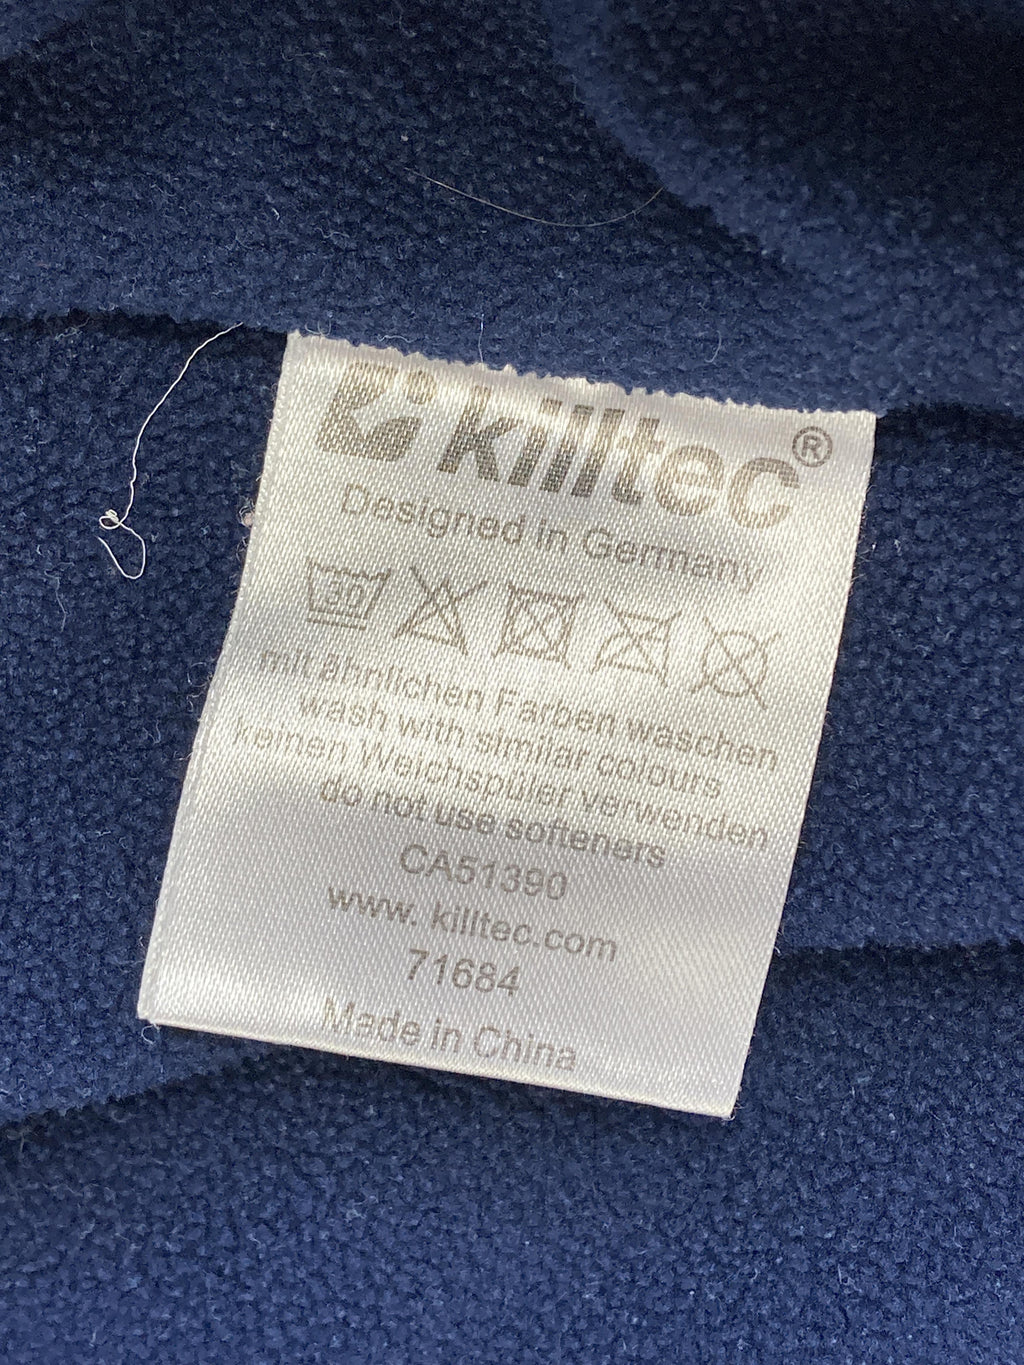 killtec®
Designed in Germany
30
mit ähnlichen Farben waschen
wash with similar colours
keinen Weichspüler verwenden
do not use softeners
CA51390
www. killtec.com
71684
Made in China